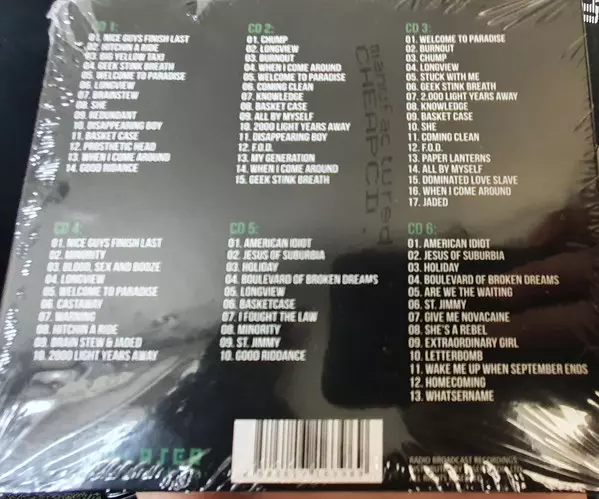 CD 1:
01. NICE GUYS FINISH LAST
02. HITCHIN A RIDE
03. BIG YELLOW TAXI
04. GEEK STINK BREATH
05. WELCOME TO PARADISE
06. LONGVIEW
07. BRAINSTEW
08. SHE
09. REDUNDANT
10. DISAPPEARING BOY
11. BASKET CASE
12. PROSTHETIC HEAD
13. WHEN I COME AROUND
14. GOOD RIDANCE
CD 2:
01. CHUMP
02. LONGVIEW
03. BURNOUT
04. WHEN I COME AROUND
05. WELCOME TO PARADISE
06. COMING CLEAN
07. KNOWLEDGE
08. BASKET CASE
09. ALL BY MYSELF
10. 2000 LIGHT YEARS AWAY
11. DISAPPEARING BOY
12. F.O.D.
13. MY GENERATION
14. WHEN I COME AROUND
15. GEEK STINK BREATH
CD 3:
01. WELCOME TO PARADISE
02. BURNOUT
03. CHUMP
04. LONGVIEW
05. STUCK WITH ME
06. GEEK STINK BREATH
07. 2,000 LIGHT YEARS AWAY
08. KNOWLEDGE
09. BASKET CASE
10. SHE
11. COMING CLEAN
12. F.O.D.
13. PAPER LANTERNS
14. ALL BY MYSELF
15. DOMINATED LOVE SLAVE
16. WHEN I COME AROUND
17. JADED
manufactured
CHEAPCD.
CD 4:
01. NICE GUYS FINISH LAST
02. MINORITY
03. BLOOD, SEX AND BOOZE
04. LONGVIEW
05. WELCOME TO PARADISE
06. CASTAWAY
07. WARNING
08. HITCHIN A RIDE
09. BRAIN STEW & JADED
10. 2000 LIGHT YEARS AWAY
CD 5:
01. AMERICAN IDIOT
02. JESUS OF SUBURBIA
03. HOLIDAY
04. BOULEVARD OF BROKEN DREAMS
05. LONGVIEW
06. BASKETCASE
07. I FOUGHT THE LAW
08. MINORITY
09. ST. JIMMY
10. GOOD RIDDANCE
CD 6:
01. AMERICAN IDIOT
02. JESUS OF SUBURBIA
03. HOLIDAY
04. BOULEVARD OF BROKEN DREAMS
05. ARE WE THE WAITING
06. ST. JIMMY
07. GIVE ME NOVACAINE
08. SHE'S A REBEL
09. EXTRAORDINARY GIRL
10. LETTERBOMB
11. WAKE ME UP WHEN SEPTEMBER ENDS
12. HOMECOMING
13. WHATSERNAME
RADIO BROADCAST RECORDINGS
DISTRIBUTED BY